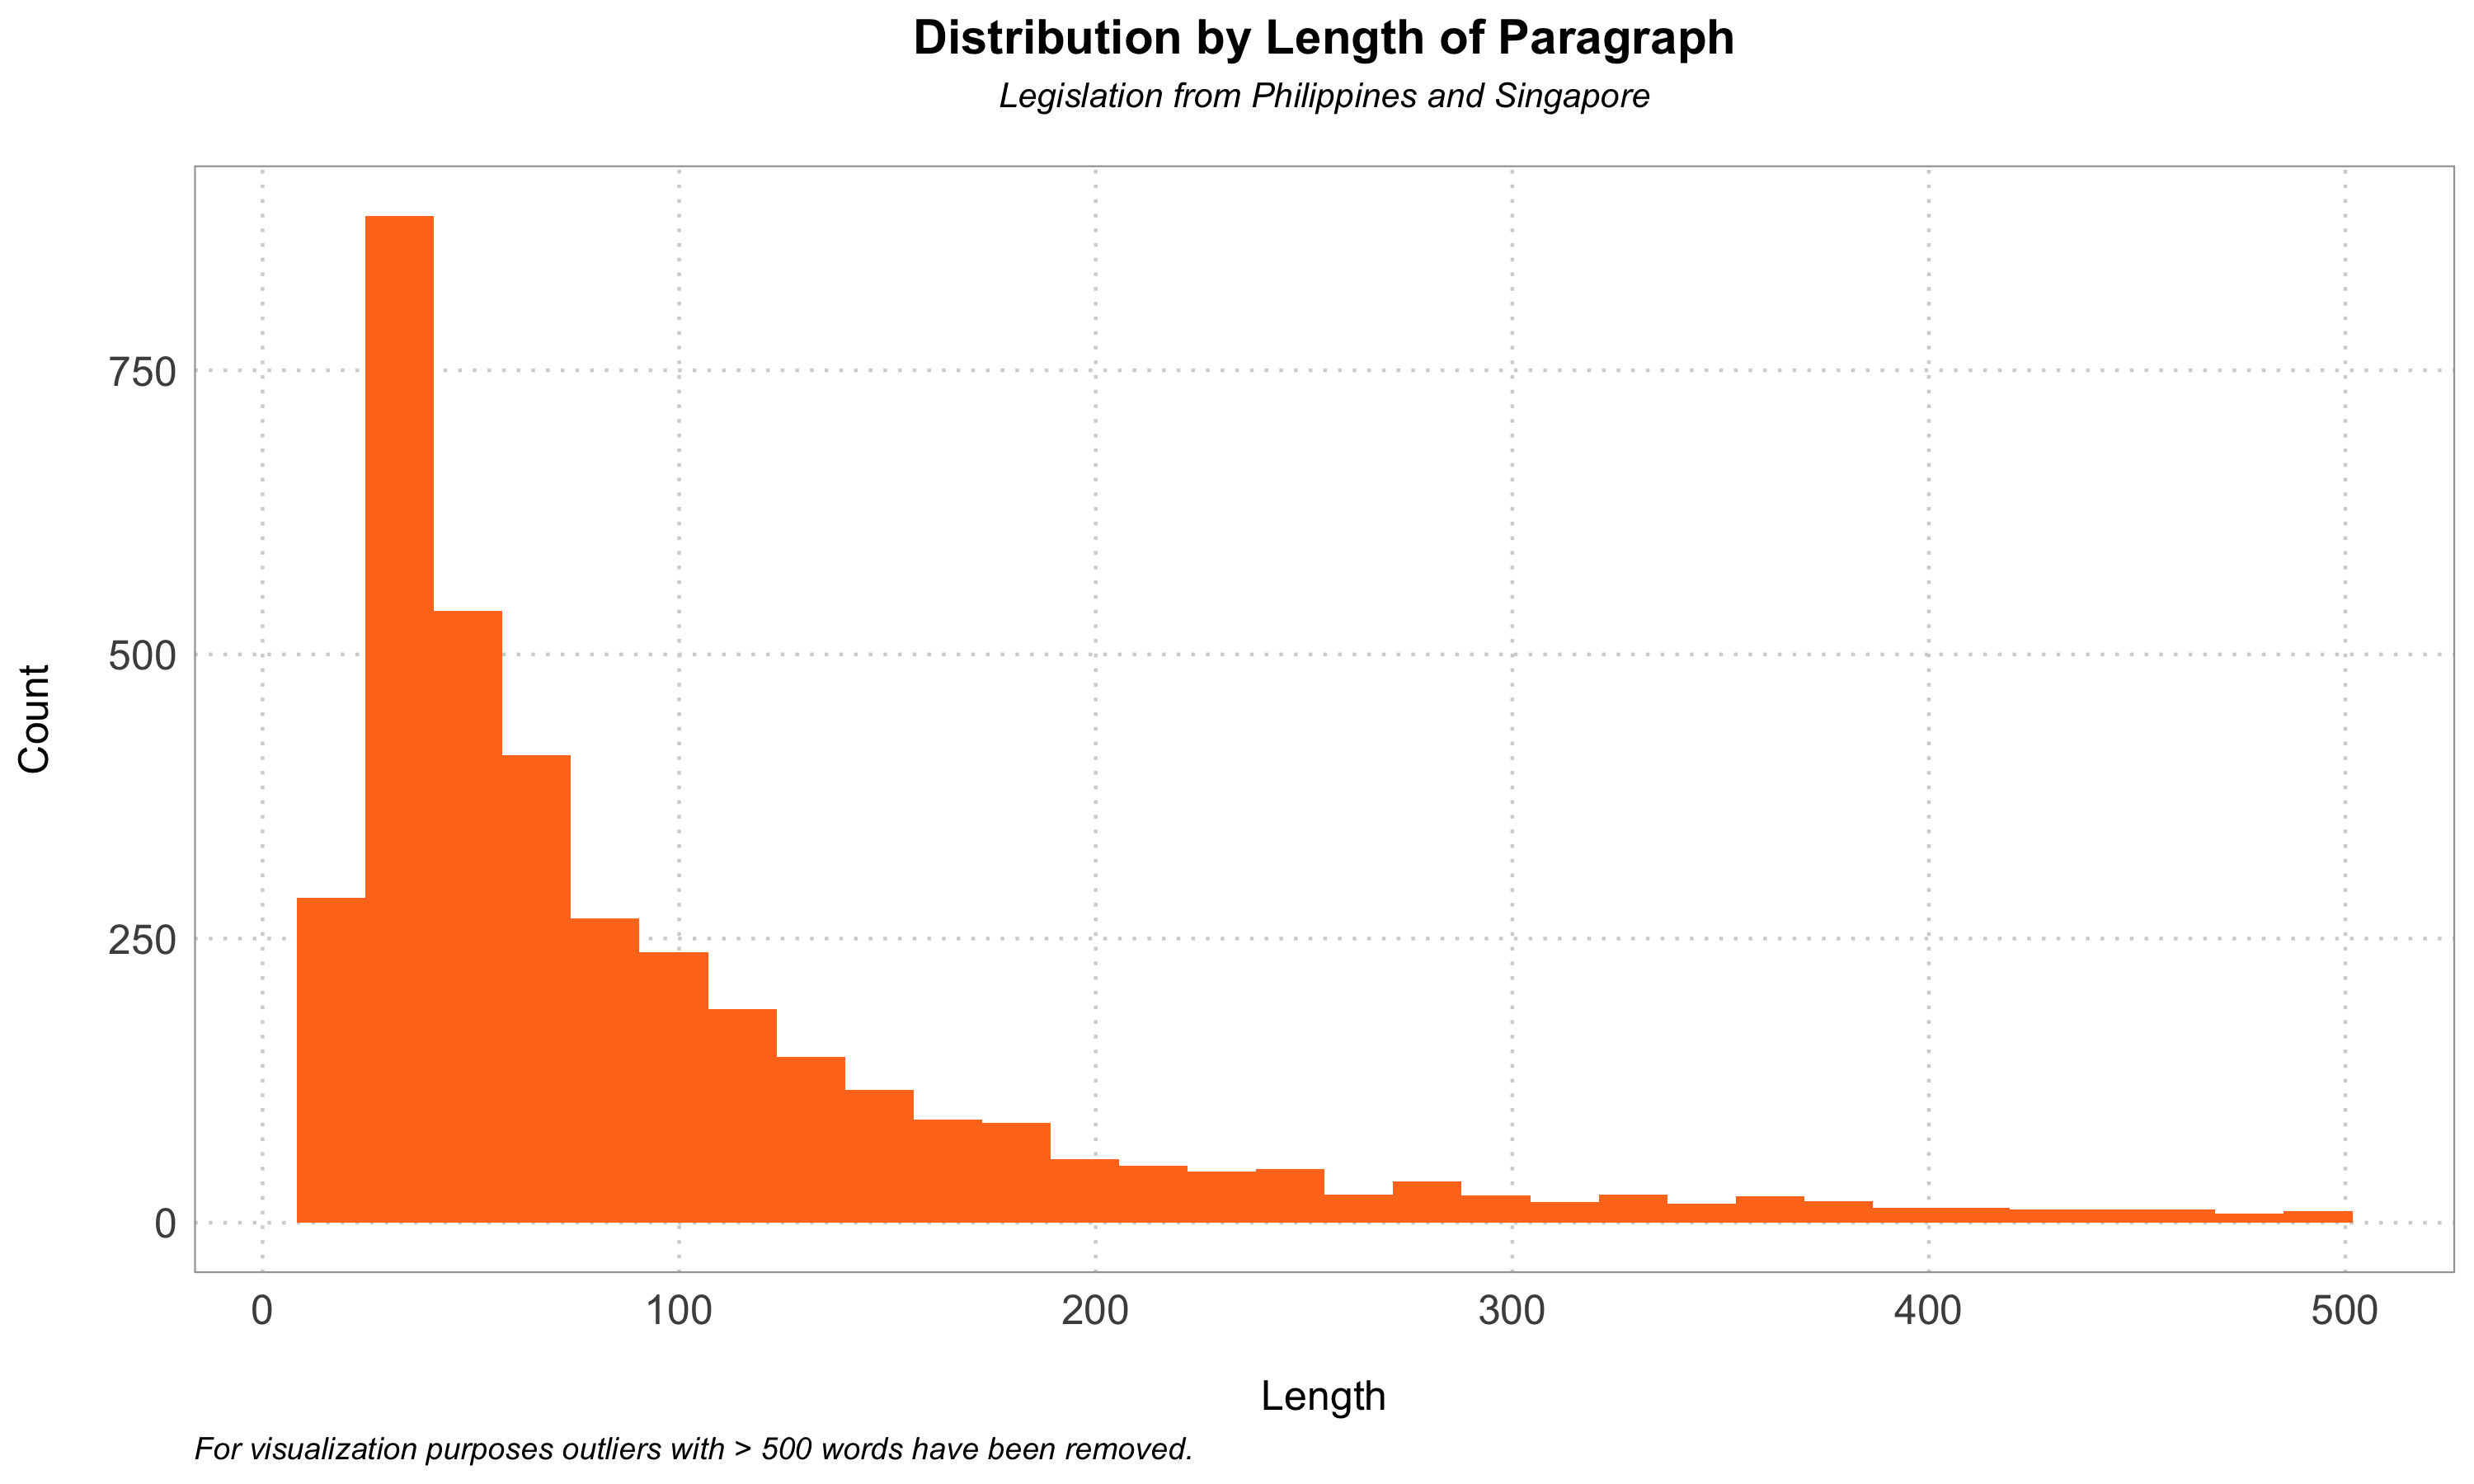 Distribution by Length of Paragraph
Legislation from Philippines and Singapore
750
500
250
0
Count
0 100 200 300 400 500
Length
For visualization purposes outliers with > 500 words have been removed.